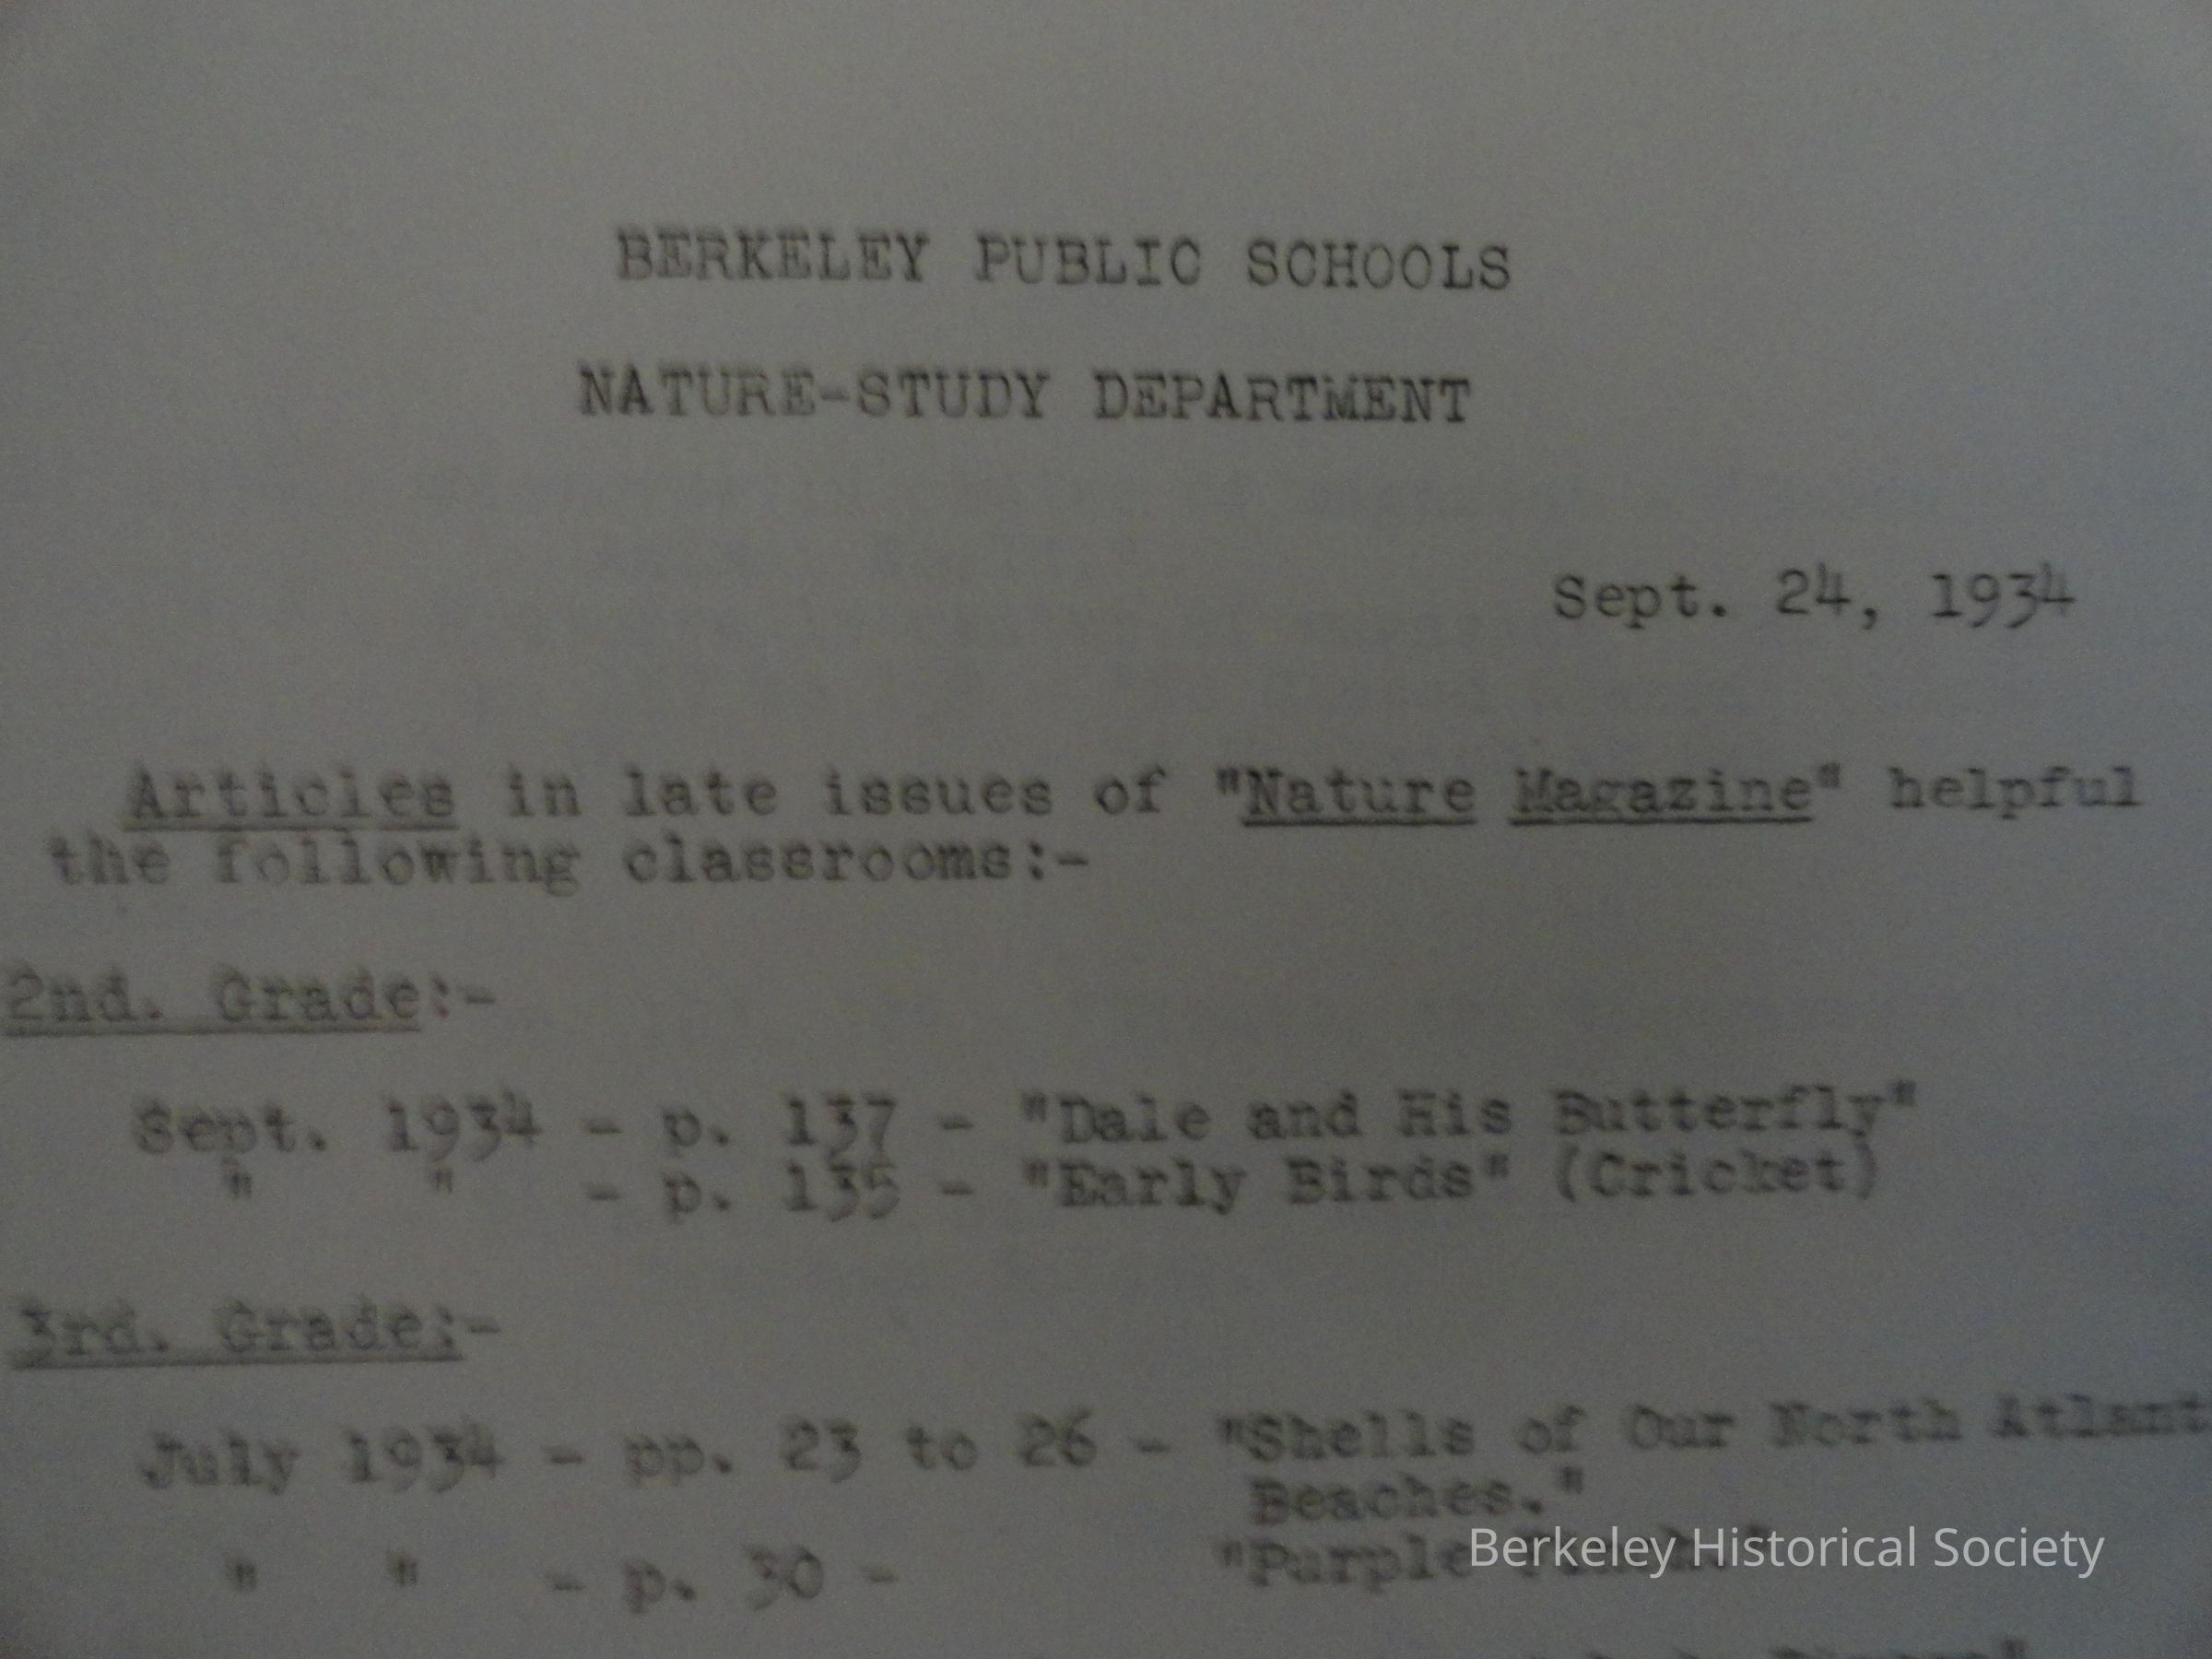 BERKELEY PUBLIC SCHOOLS
NATURE-STUDY DEPARTMENT
Sept. 24, 1934
Articles in late issues of "Nature Magazine" helpful
the following classrooms:-
2nd. Grade:-
Sept. 1934 - p. 137 - "Dale and His Butterfly"
" " - p. 135 - "Early Birds" (Cricket)
3rd. Grade:-
July 1934 - pp. 23 to 26 - "Shells of Our North Atlant
Beaches."
" " - p. 30 - "Purple
Berkeley Historical Society